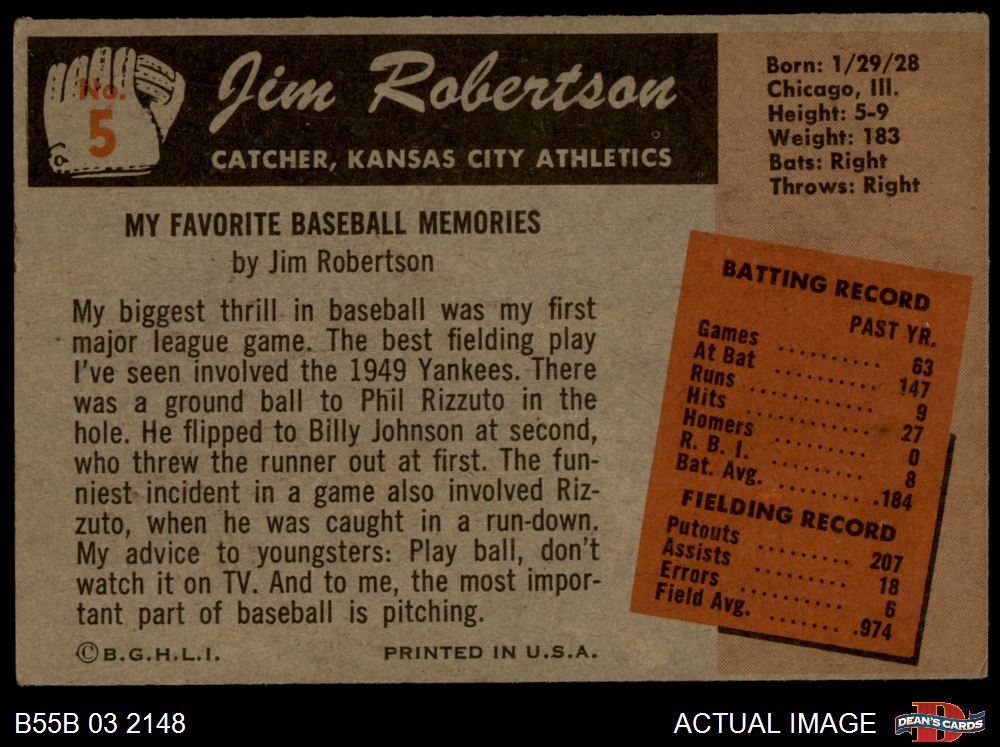 No.
5
Jim Robertson
CATCHER, KANSAS CITY ATHLETICS
Born: 1/29/28
Chicago, Ill.
Height: 5-9
Weight: 183
Bats: Right
Throws: Right
MY FAVORITE BASEBALL MEMORIES
by Jim Robertson
My biggest thrill in baseball was my first
major league game. The best fielding play
I've seen involved the 1949 Yankees. There
was a ground ball to Phil Rizzuto in the
hole. He flipped to Billy Johnson at second,
who threw the runner out at first. The fun-
niest incident in a game also involved Riz-
zuto, when he was caught in a run-down.
My advice to youngsters: Play ball, don't
watch it on TV. And to me, the most impor-
tant part of baseball is pitching.
©B.G.H.L.I. PRINTED IN U.S.A.
BATTING RECORD
PAST YR.
Games .......... 63
At Bat .......... 147
Runs .......... 9
Hits .......... 27
Homers .......... 0
R. B. I. .......... 8
Bat. Avg. .......... .184
FIELDING RECORD
Putouts .......... 207
Assists .......... 18
Errors .......... 6
Field Avg. .......... .974
B55B 03 2148
ACTUAL IMAGE
DEAN'S CARDS